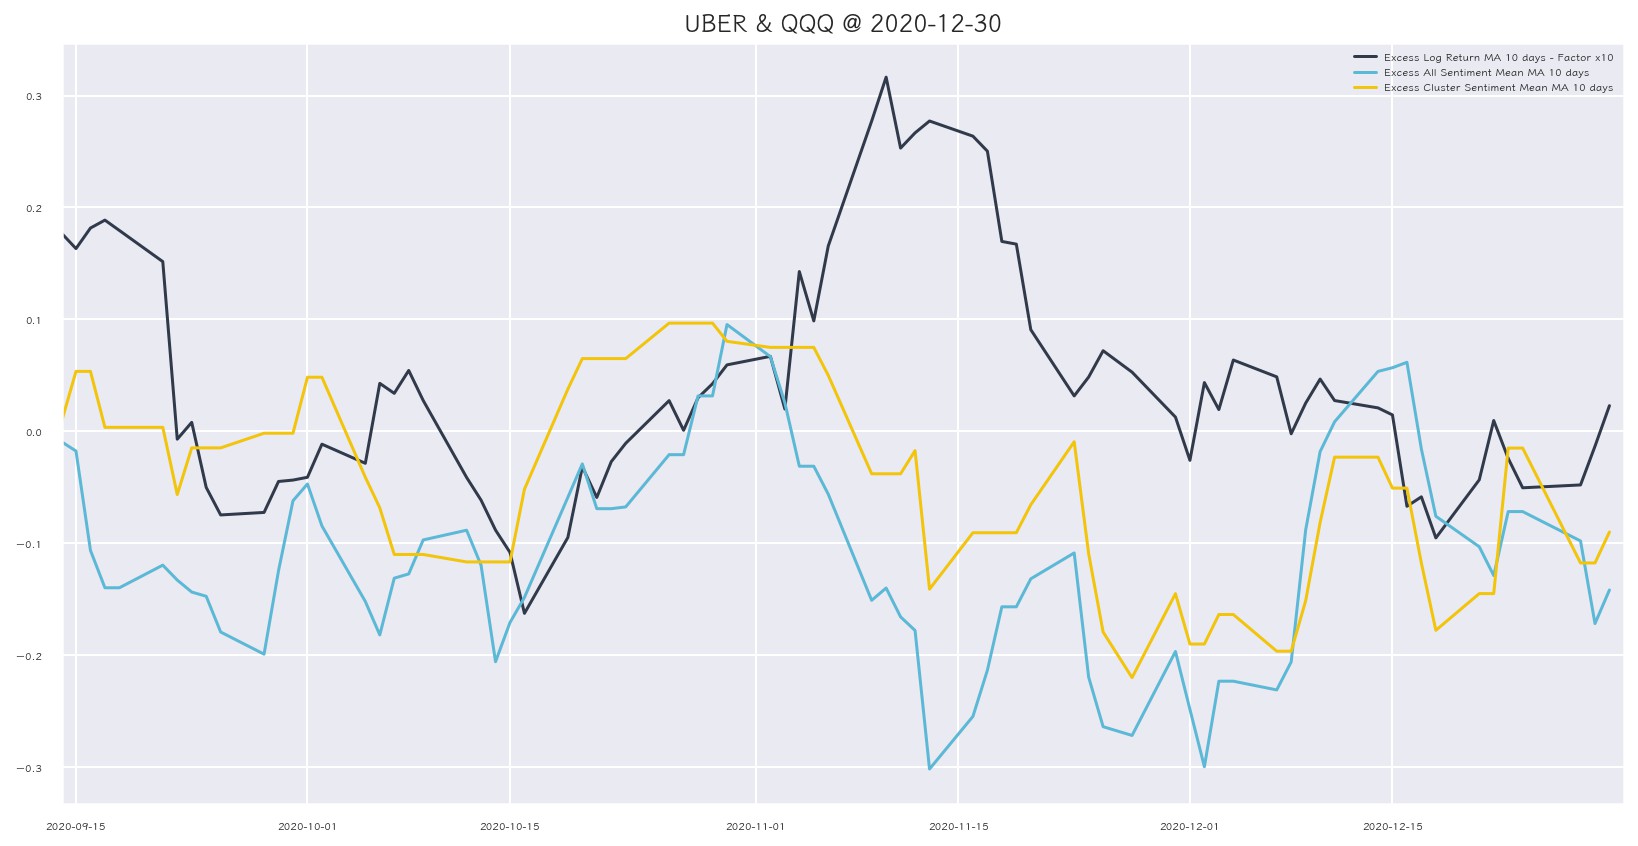 UBER & QQQ @ 2020-12-30
Excess Log Return MA 10 days - Factor x10
Excess All Sentiment Mean MA 10 days
Excess Cluster Sentiment Mean MA 10 days
0.3
0.2
0.1
0.0
−0.1
−0.2
−0.3
2020-09-15 2020-10-01 2020-10-15 2020-11-01 2020-11-15 2020-12-01 2020-12-15